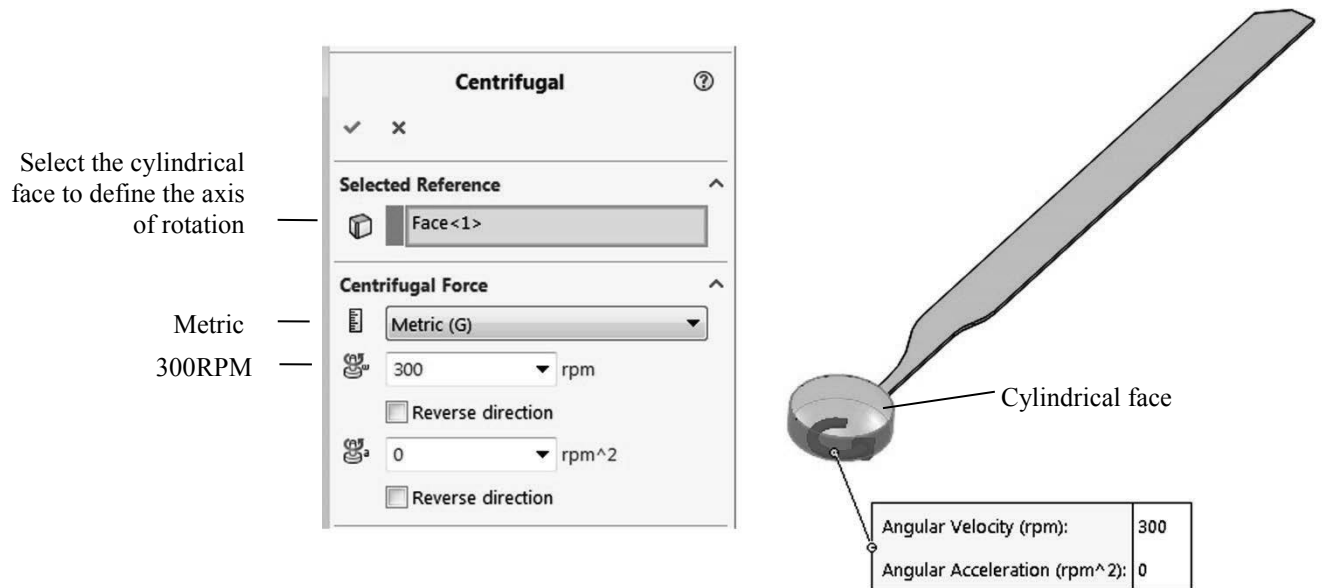 Centrifugal
Select the cylindrical
face to define the axis
of rotation
Selected Reference
Face<1>
Centrifugal Force
Metric
Metric (G)
300RPM
300 rpm
Reverse direction
0 rpm^2
Reverse direction
Cylindrical face
Angular Velocity (rpm): 300
Angular Acceleration (rpm^2): 0